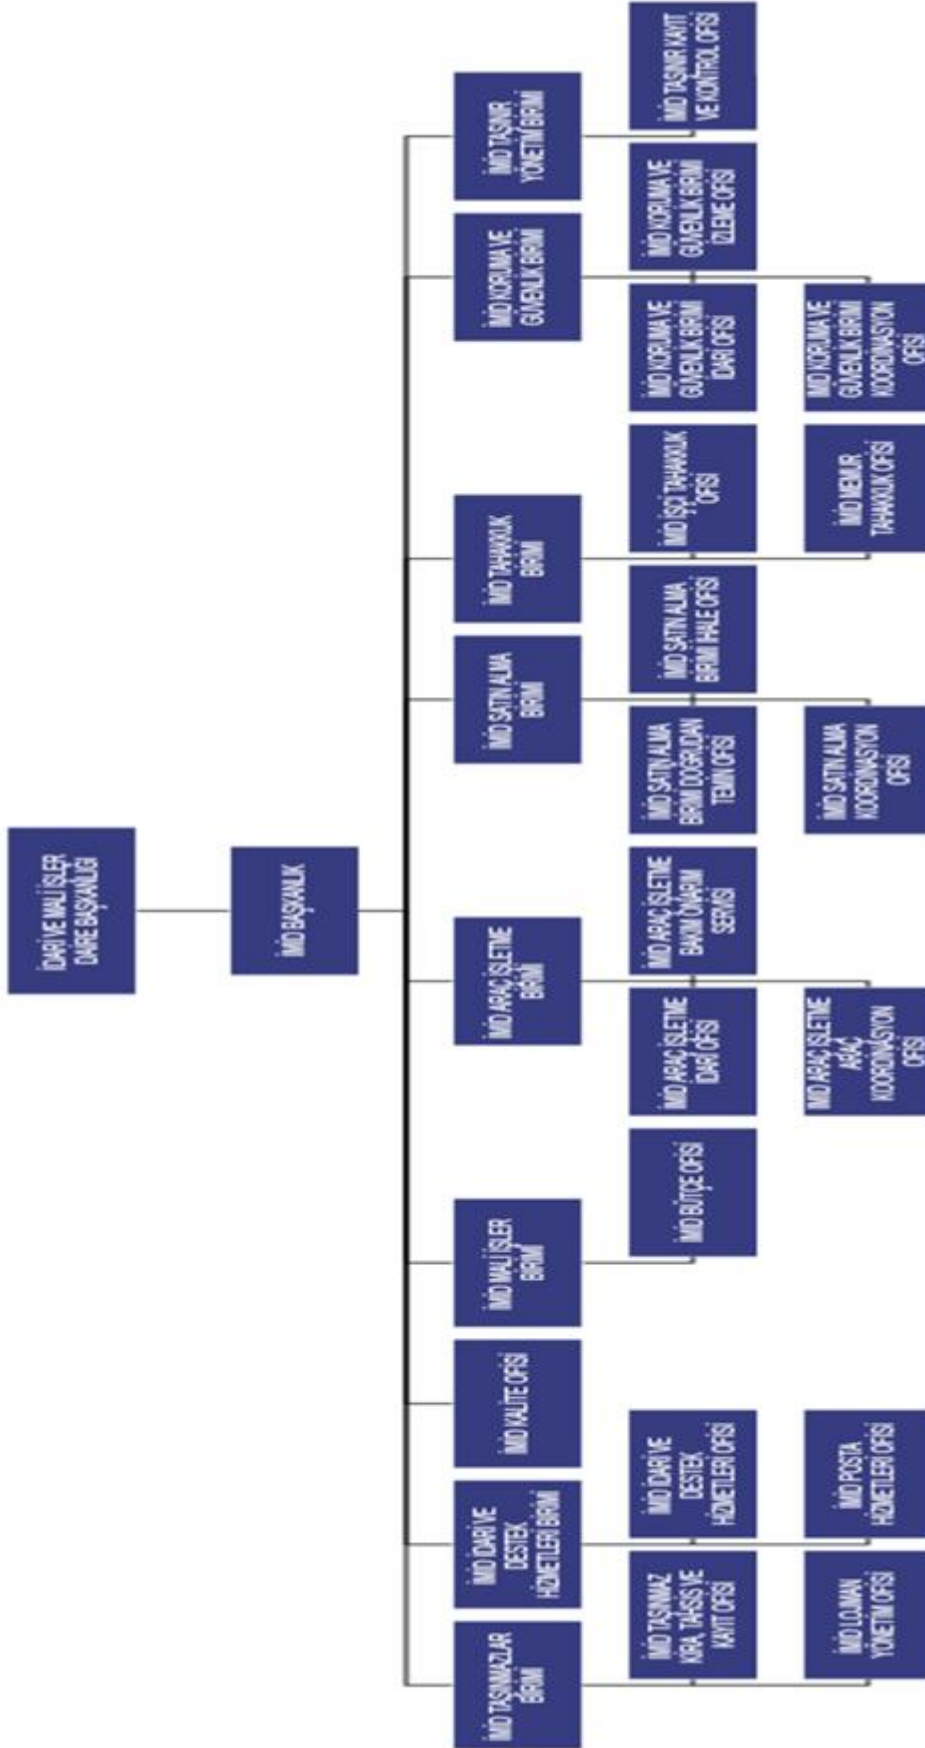 İDARİ VE MALİ İŞLER
DAİRE BAŞKANLIĞI
İMİD BAŞKANLIK
İMİD TAŞINMAZLAR
BİRİMİ
İMİD İDARİ VE
DESTEK
HİZMETLERİ BİRİMİ
İMİD KALİTE OFİSİ
İMİD MALİ İŞLER
BİRİMİ
İMİD ARAÇ İŞLETME
BİRİMİ
İMİD SATIN ALMA
BİRİMİ
İMİD TAHAKKUK
BİRİMİ
İMİD KORUMA VE
GÜVENLİK BİRİMİ
İMİD TAŞINIR
YÖNETİM BİRİMİ
İMİD TAŞINMAZ
KİRA, TAHSİS VE
KAYIT OFİSİ
İMİD İDARİ VE
DESTEK
HİZMETLERİ OFİSİ
İMİD BÜTÇE OFİSİ
İMİD ARAÇ İŞLETME
İDARİ OFİSİ
İMİD ARAÇ İŞLETME
BAKIM ONARIM
SERVİSİ
İMİD SATIN ALMA
BİRİMİ DOĞRUDAN
TEMİN OFİSİ
İMİD SATIN ALMA
BİRİMİ İHALE OFİSİ
İMİD İŞÇİ TAHAKKUK
OFİSİ
İMİD KORUMA VE
GÜVENLİK BİRİMİ
İDARİ OFİSİ
İMİD KORUMA VE
GÜVENLİK BİRİMİ
İZLEME OFİSİ
İMİD TAŞINIR KAYIT
VE KONTROL OFİSİ
İMİD LOJMAN
YÖNETİM OFİSİ
İMİD POSTA
HİZMETLERİ OFİSİ
İMİD ARAÇ İŞLETME
ARAÇ
KOORDİNASYON
OFİSİ
İMİD SATIN ALMA
KOORDİNASYON
OFİSİ
İMİD MEMUR
TAHAKKUK OFİSİ
İMİD KORUMA VE
GÜVENLİK BİRİMİ
KOORDİNASYON
OFİSİ